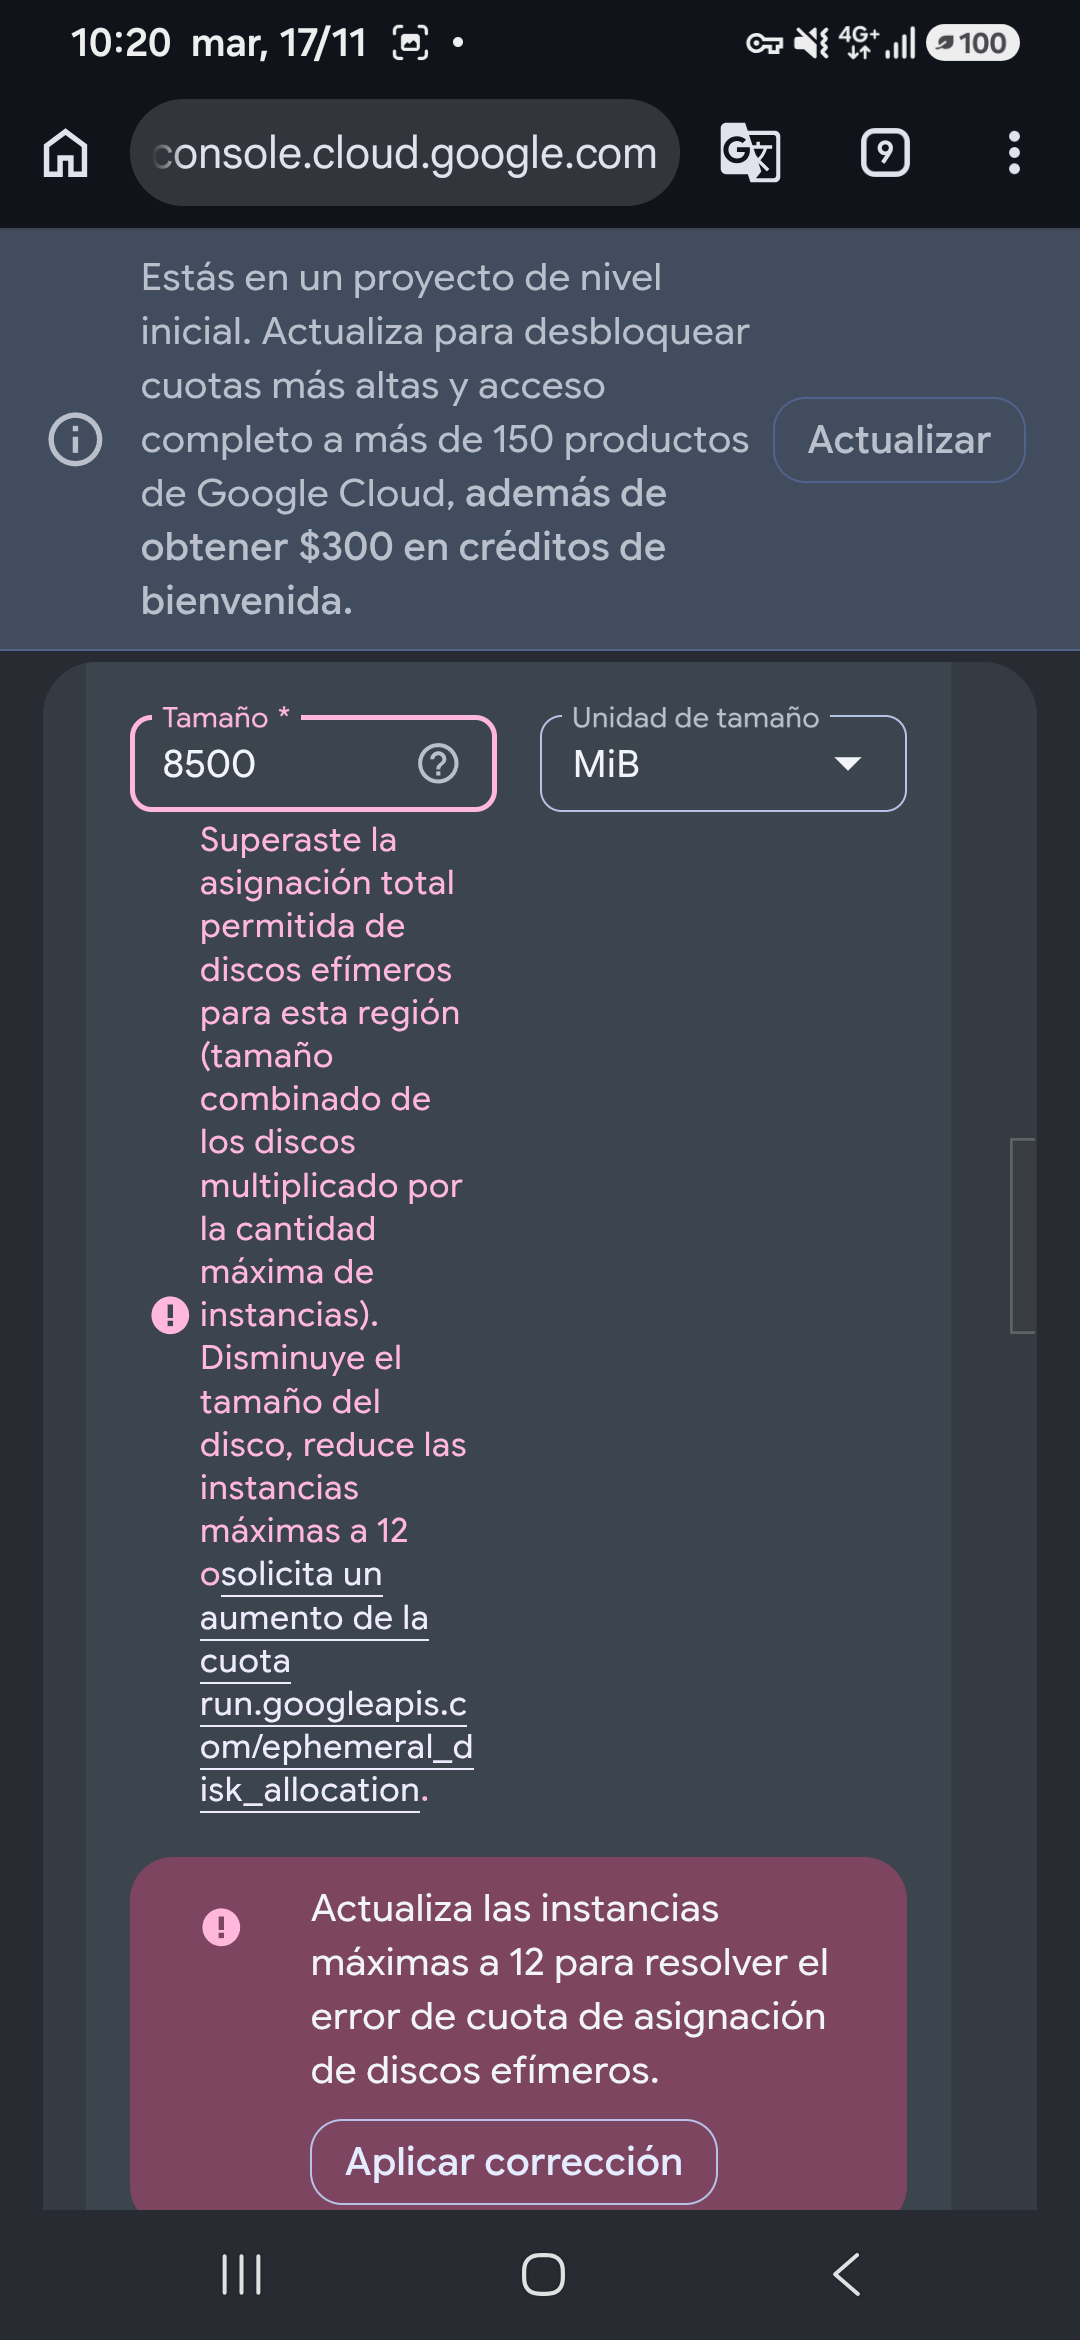 10:20 mar, 17/11
4G+
100
console.cloud.google.com
9
Estás en un proyecto de nivel
inicial. Actualiza para desbloquear
cuotas más altas y acceso
completo a más de 150 productos
de Google Cloud, además de
obtener $300 en créditos de
bienvenida.
Actualizar
Tamaño *
8500
Unidad de tamaño
MiB
Superaste la
asignación total
permitida de
discos efímeros
para esta región
(tamaño
combinado de
los discos
multiplicado por
la cantidad
máxima de
instancias).
Disminuye el
tamaño del
disco, reduce las
instancias
máximas a 12
osolicita un
aumento de la
cuota
run.googleapis.c
om/ephemeral_d
isk_allocation.
Actualiza las instancias
máximas a 12 para resolver el
error de cuota de asignación
de discos efímeros.
Aplicar corrección